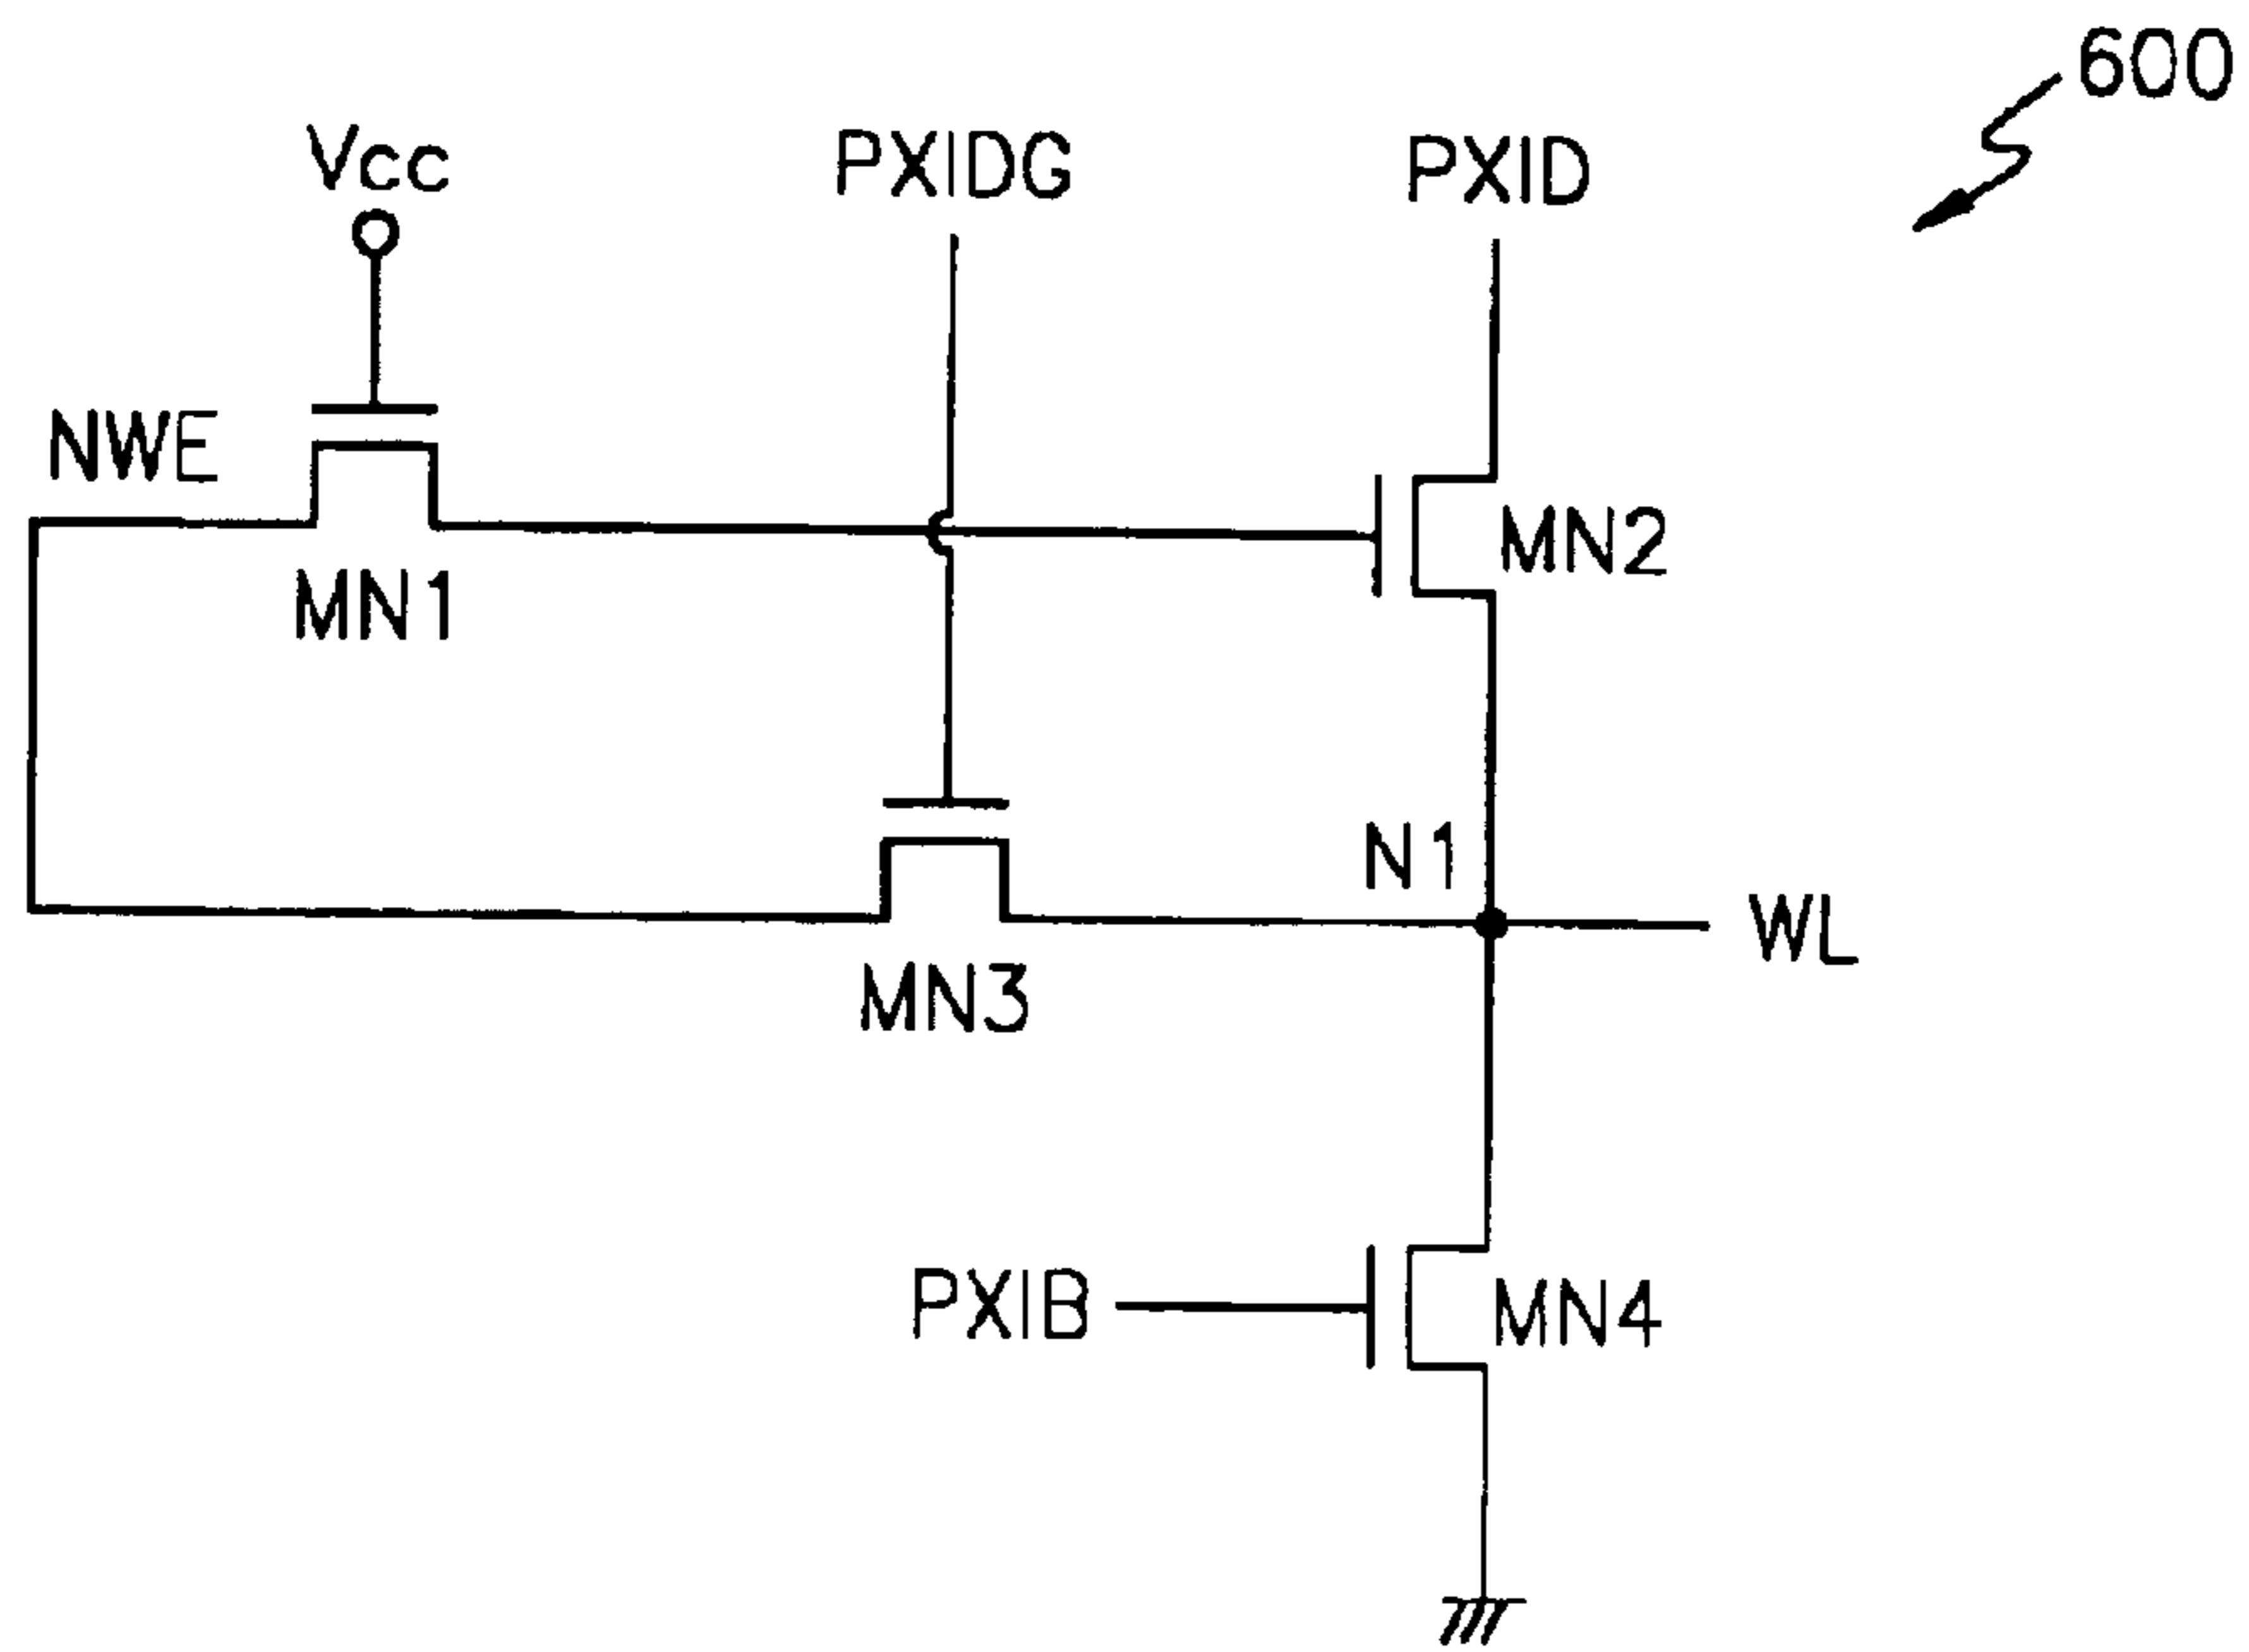 600
Vcc
PXIDG
PXID
NWE
MN2
MN1
N1
WL
MN3
PXIB
MN4